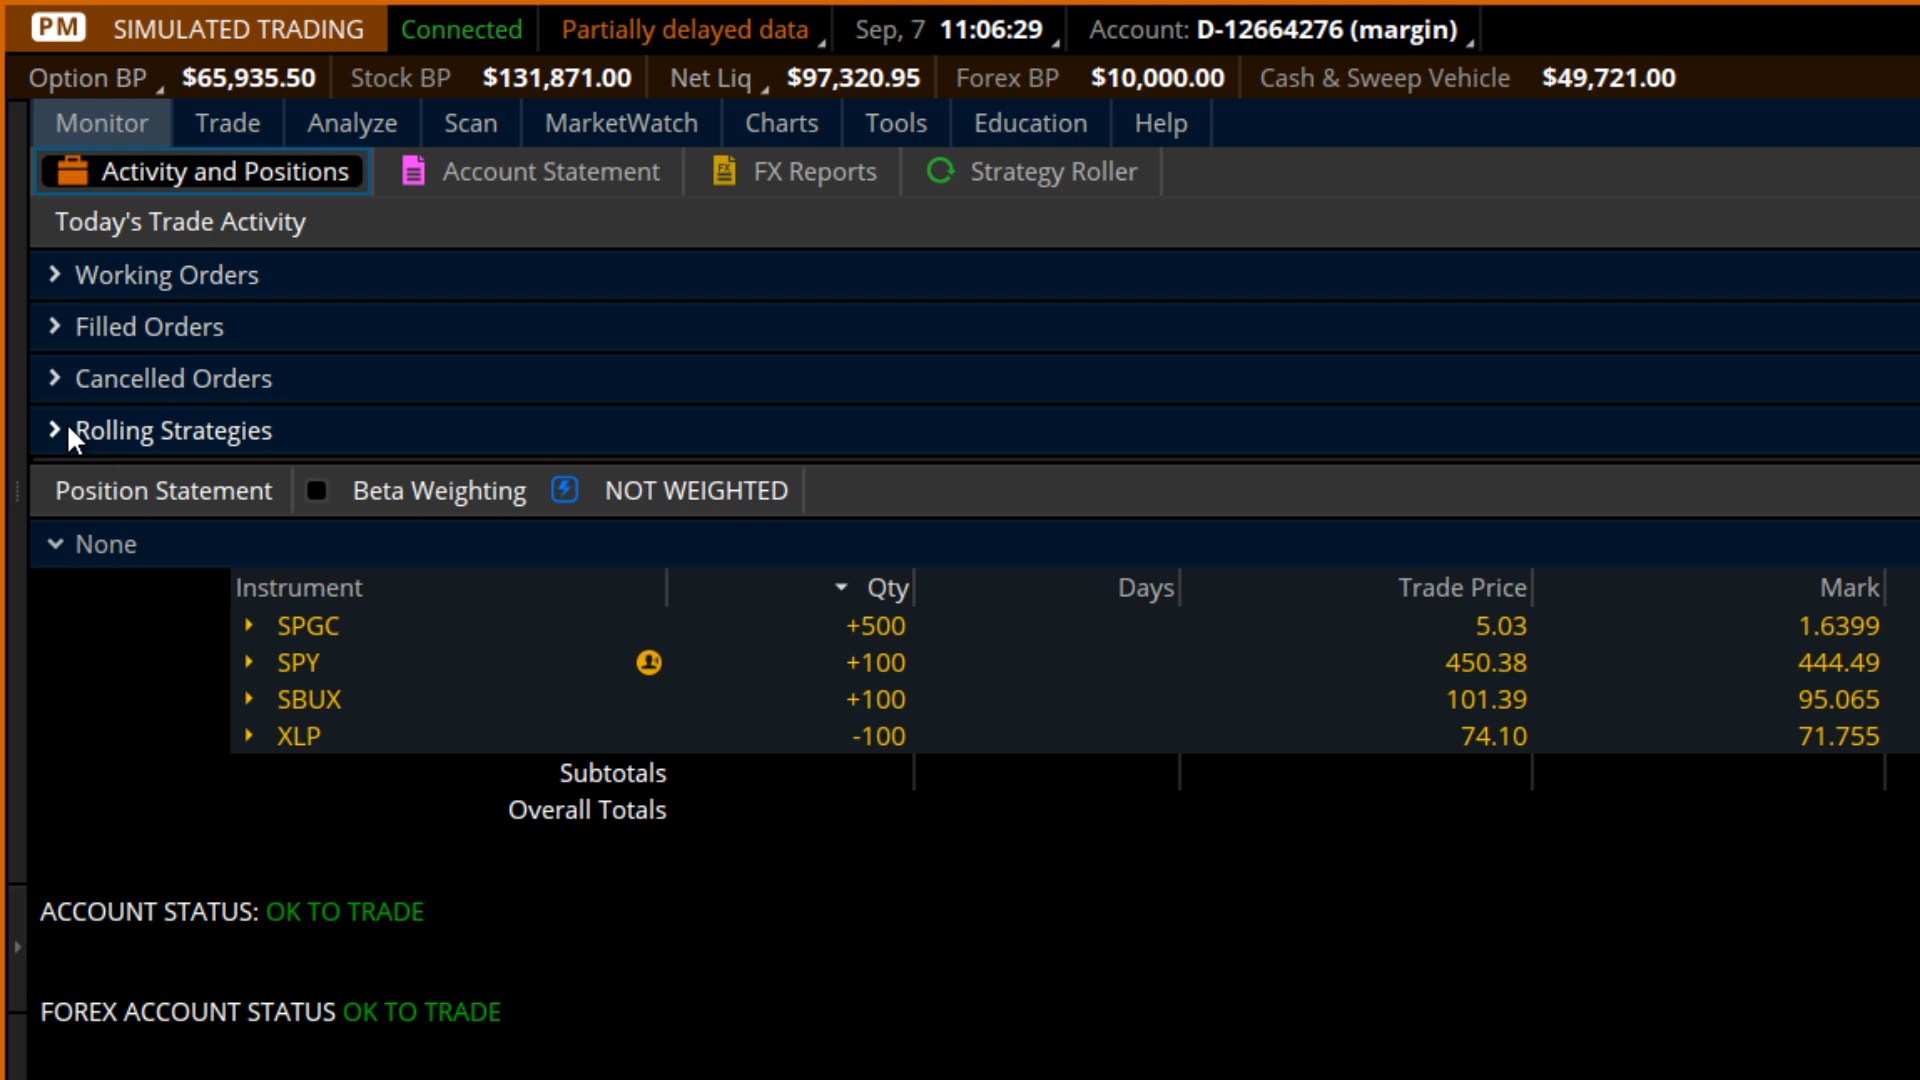 PM SIMULATED TRADING Connected Partially delayed data Sep, 7 11:06:29 Account: D-12664276 (margin)
Option BP $65,935.50 Stock BP $131,871.00 Net Liq $97,320.95 Forex BP $10,000.00 Cash & Sweep Vehicle $49,721.00
Monitor Trade Analyze Scan MarketWatch Charts Tools Education Help
Activity and Positions Account Statement FX FX Reports Strategy Roller
Today's Trade Activity
Working Orders
Filled Orders
Cancelled Orders
Rolling Strategies
Position Statement Beta Weighting NOT WEIGHTED
None
Instrument Qty Days Trade Price Mark
SPGC +500 5.03 1.6399
SPY +100 450.38 444.49
SBUX +100 101.39 95.065
XLP -100 74.10 71.755
Subtotals
Overall Totals
ACCOUNT STATUS: OK TO TRADE
FOREX ACCOUNT STATUS OK TO TRADE